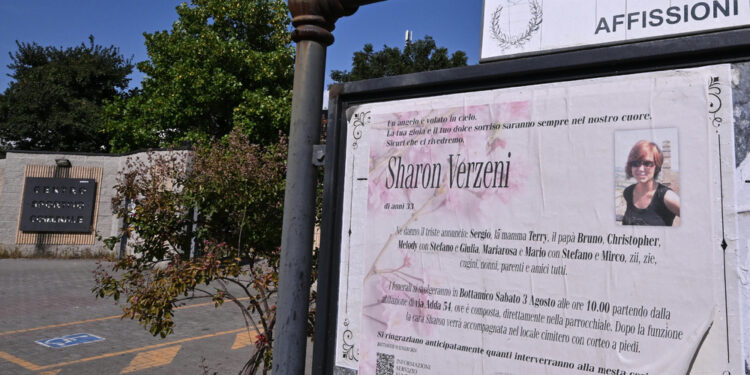 AFFISSIONI
Un angelo è volato in cielo.
La tua gioia e il tuo dolce sorriso saranno sempre nel nostro cuore.
Sicuri che ci rivedremo.
Sharon Verzeni
di anni 33
Ne danno il triste annuncio: Sergio, la mamma Terry, il papà Bruno, Christopher,
Melody con Stefano e Giulia, Mariarosa e Mario con Stefano e Mirco, zii, zie,
cugini, nonni, parenti e amici tutti.
I funerali si svolgeranno in Bottanuco Sabato 3 Agosto alle ore 10.00 partendo dalla
abitazione di via Adda 54, ove è composta, direttamente nella parrocchiale. Dopo la funzione
la cara Sharon verrà accompagnata nel locale cimitero con corteo a piedi.
Si ringraziano anticipatamente quanti interverranno alla mesta
INFORMAZIONI
SERVIZIO
CENTRO